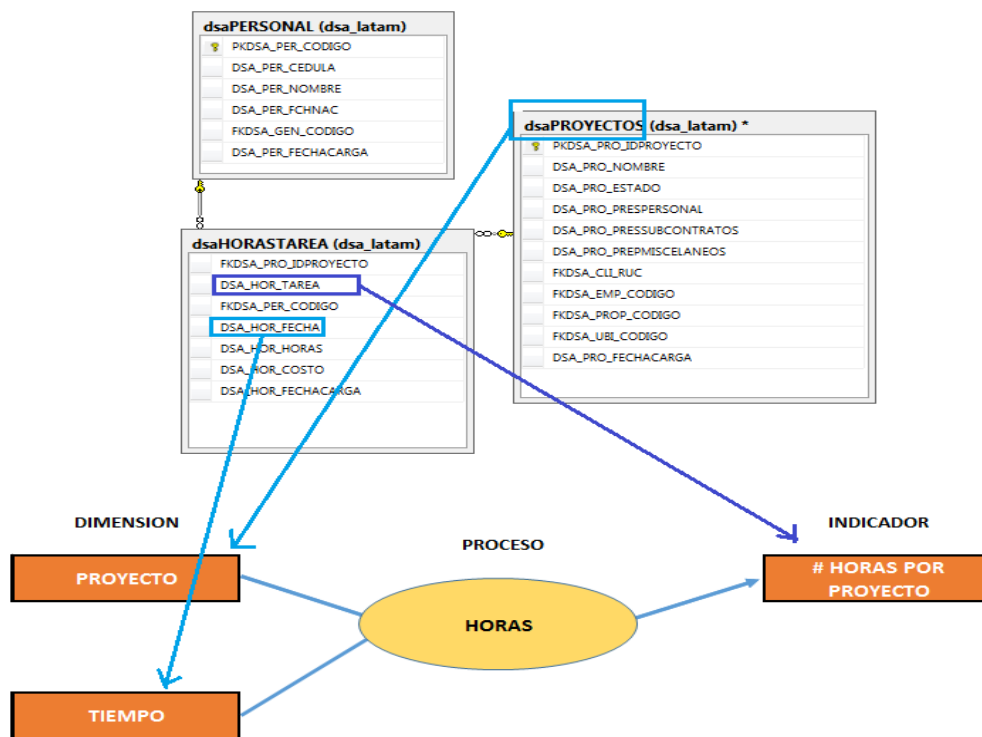 dsaPERSONAL (dsa_latam)
PKDSA_PER_CODIGO
DSA_PER_CEDULA
DSA_PER_NOMBRE
DSA_PER_FCHNAC
FKDSA_GEN_CODIGO
DSA_PER_FECHACARGA
dsaPROYECTOS (dsa_latam) *
PKDSA_PRO_IDPROYECTO
DSA_PRO_NOMBRE
DSA_PRO_ESTADO
DSA_PRO_PRESPERSONAL
DSA_PRO_PRESSUBCONTRATOS
DSA_PRO_PREPMISCELANEOS
FKDSA_CLI_RUC
FKDSA_EMP_CODIGO
FKDSA_PROP_CODIGO
FKDSA_UBI_CODIGO
DSA_PRO_FECHACARGA
dsaHORASTAREA (dsa_latam)
FKDSA_PRO_IDPROYECTO
DSA_HOR_TAREA
FKDSA_PER_CODIGO
DSA_HOR_FECHA
DSA_HOR_HORAS
DSA_HOR_COSTO
DSA_HOR_FECHACARGA
DIMENSION
PROCESO
INDICADOR
PROYECTO
HORAS
# HORAS POR
PROYECTO
TIEMPO